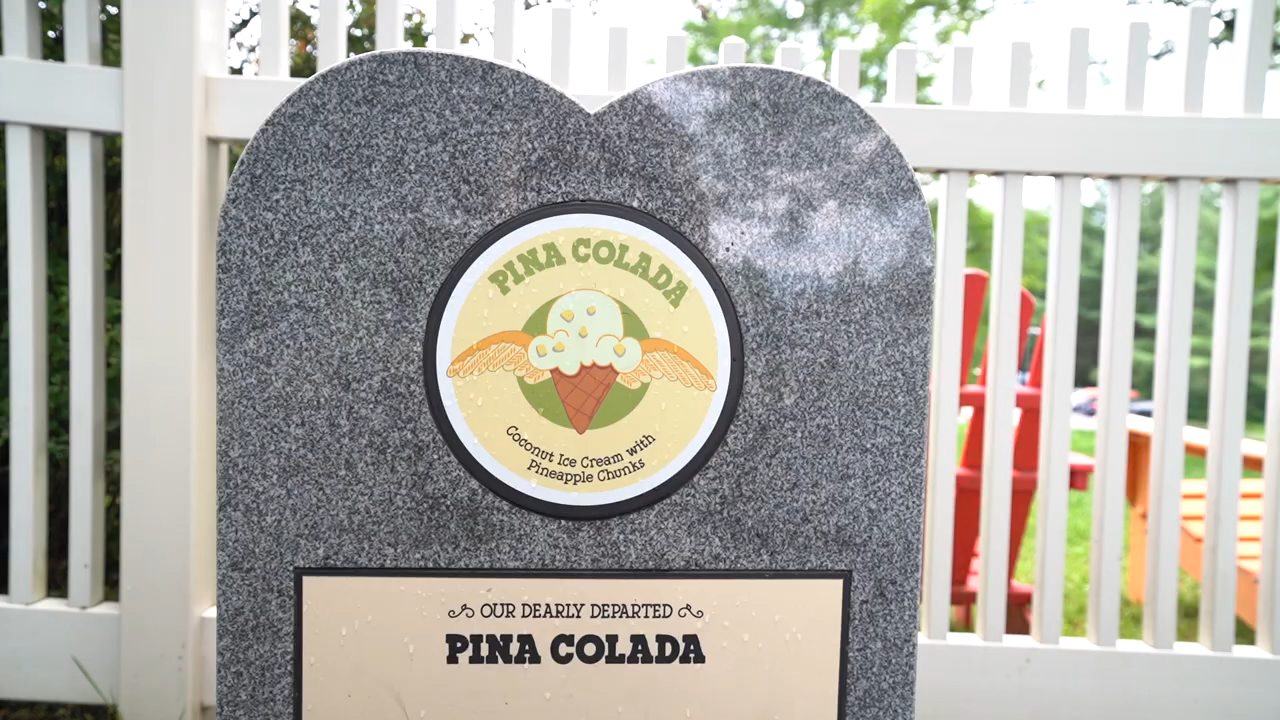 PINA COLADA
Coconut Ice Cream with
Pineapple Chunks
OUR DEARLY DEPARTED
PINA COLADA